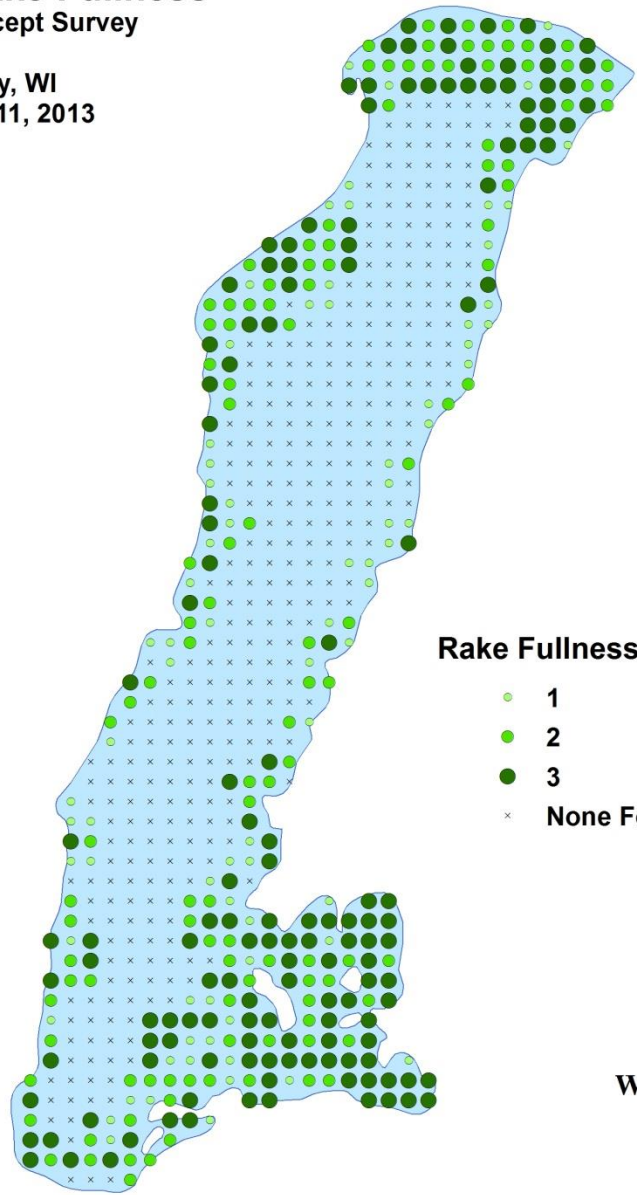 cept Survey
y, WI
11, 2013
Rake Fullness
1
2
3
None F
W